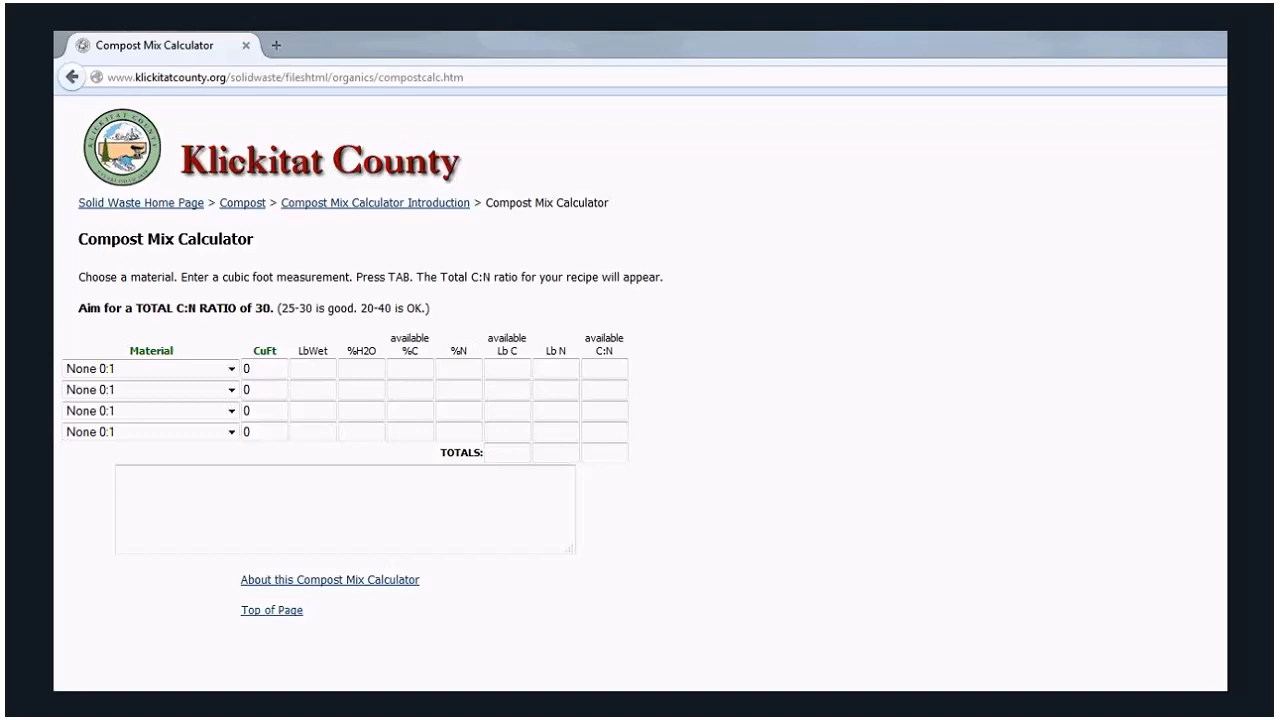 Compost Mix Calculator
www.klickitatcounty.org/solidwaste/fileshtml/organics/compostcalc.htm
KLICKITAT COUNTY
Klickitat County
Solid Waste Home Page > Compost > Compost Mix Calculator Introduction > Compost Mix Calculator
Compost Mix Calculator
Choose a material. Enter a cubic foot measurement. Press TAB. The Total C:N ratio for your recipe will appear.
Aim for a TOTAL C:N RATIO of 30. (25-30 is good. 20-40 is OK.)
available available available
Material CuFt LbWet %H2O %C %N Lb C Lb N C:N
None 0:1 0
None 0:1 0
None 0:1 0
None 0:1 0
TOTALS:
About this Compost Mix Calculator
Top of Page